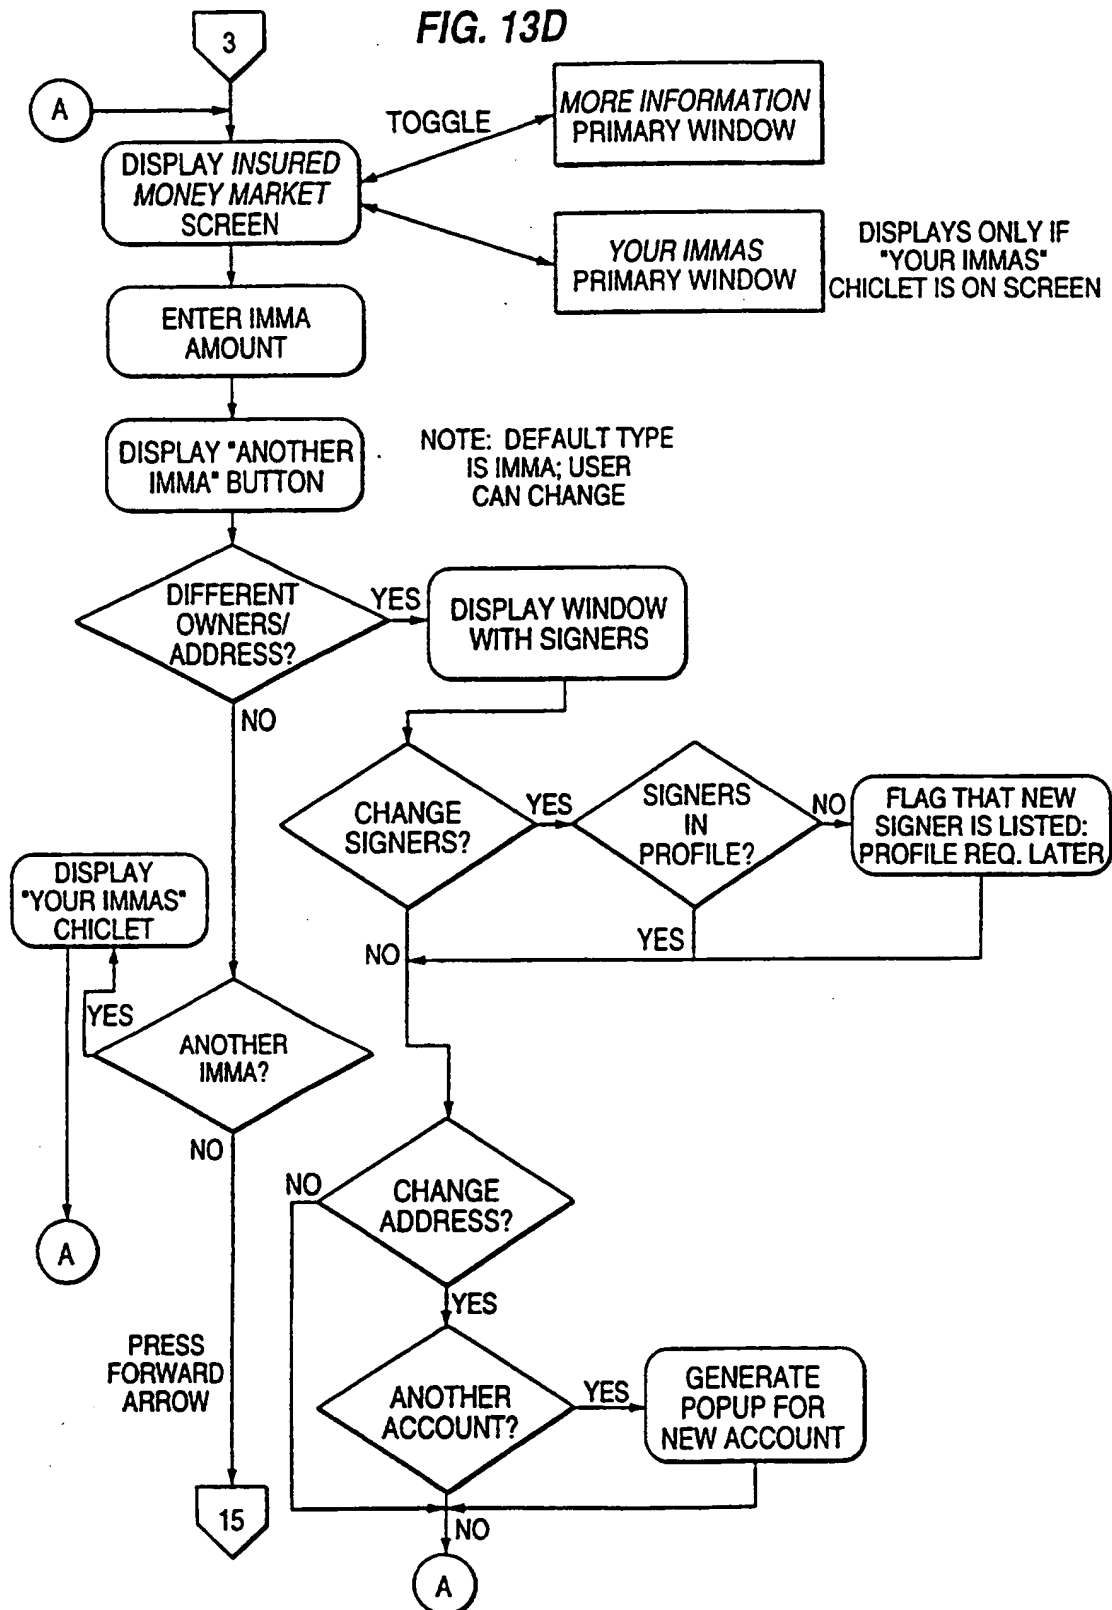 FIG. 13D
3
A
TOGGLE
MORE INFORMATION
PRIMARY WINDOW
DISPLAY INSURED
MONEY MARKET
SCREEN
YOUR IMMAS
PRIMARY WINDOW
DISPLAYS ONLY IF
"YOUR IMMAS"
CHICLET IS ON SCREEN
ENTER IMMA
AMOUNT
DISPLAY "ANOTHER
IMMA" BUTTON
NOTE: DEFAULT TYPE
IS IMMA; USER
CAN CHANGE
DIFFERENT
OWNERS/
ADDRESS?
YES
DISPLAY WINDOW
WITH SIGNERS
NO
CHANGE
SIGNERS?
YES
SIGNERS
IN
PROFILE?
NO
FLAG THAT NEW
SIGNER IS LISTED:
PROFILE REQ. LATER
DISPLAY
"YOUR IMMAS"
CHICLET
NO
YES
YES
ANOTHER
IMMA?
NO
NO
CHANGE
ADDRESS?
A
YES
PRESS
FORWARD
ARROW
ANOTHER
ACCOUNT?
YES
GENERATE
POPUP FOR
NEW ACCOUNT
15
NO
A